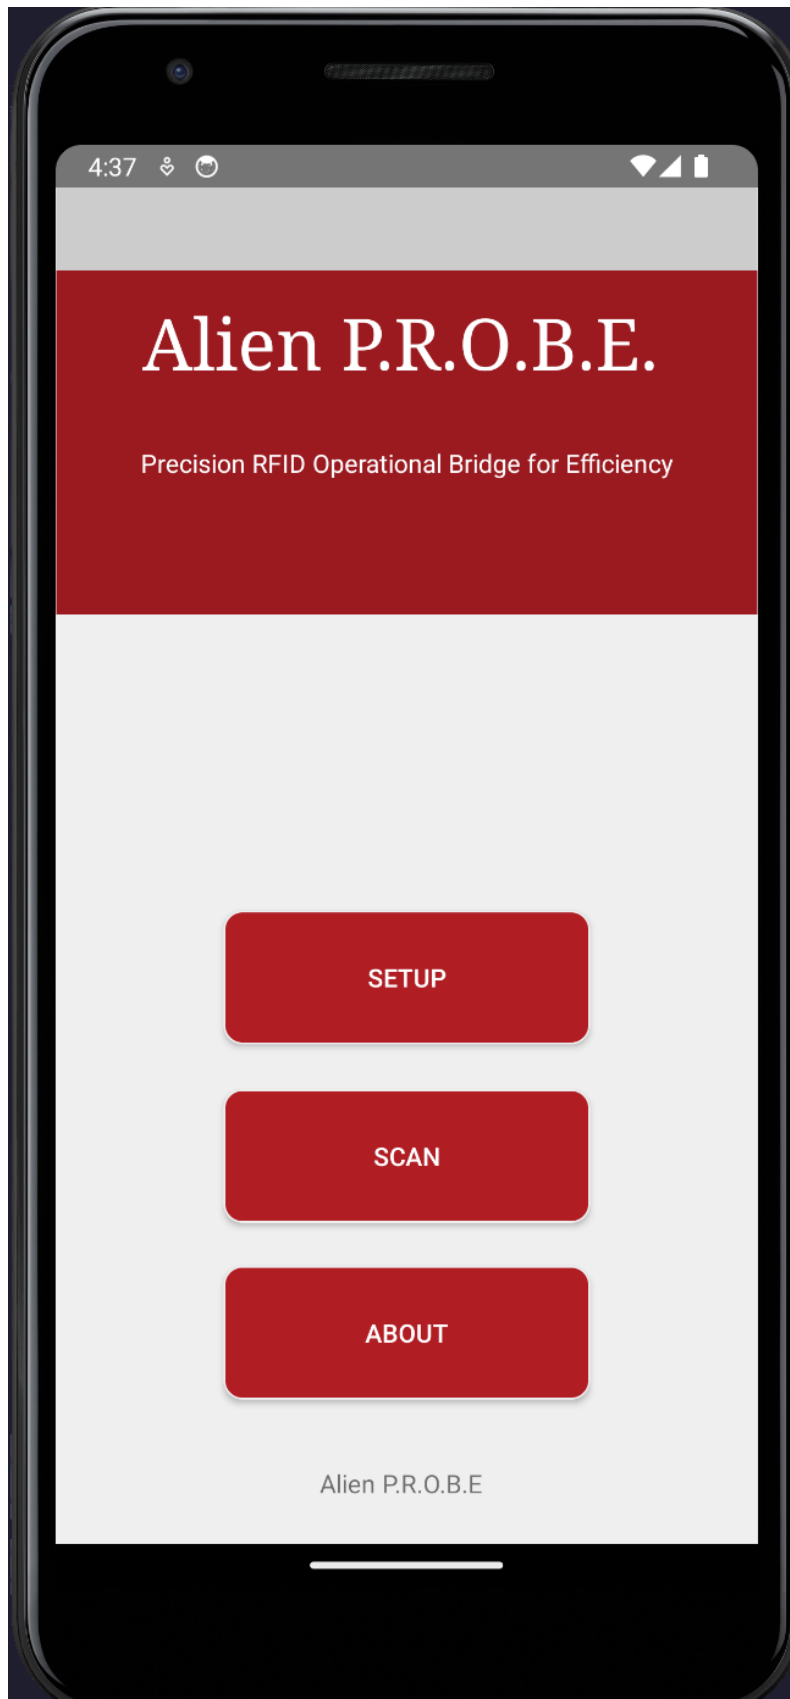 4:37
Alien P.R.O.B.E.
Precision RFID Operational Bridge for Efficiency
SETUP
SCAN
ABOUT
Alien P.R.O.B.E